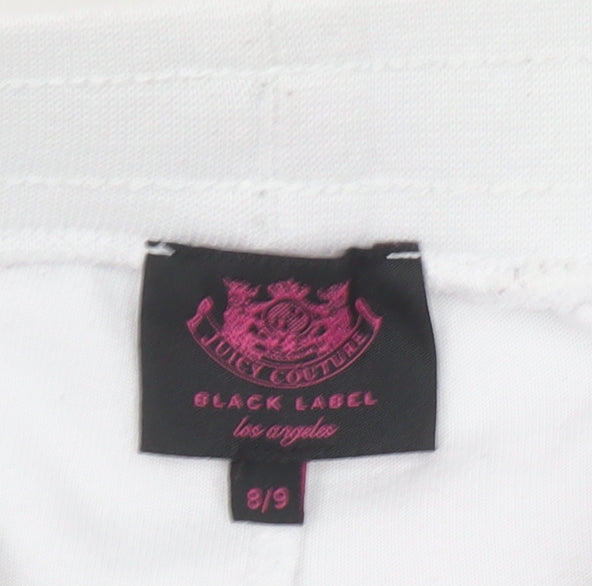 JUICY COUTURE
BLACK LABEL
los angeles
8/9